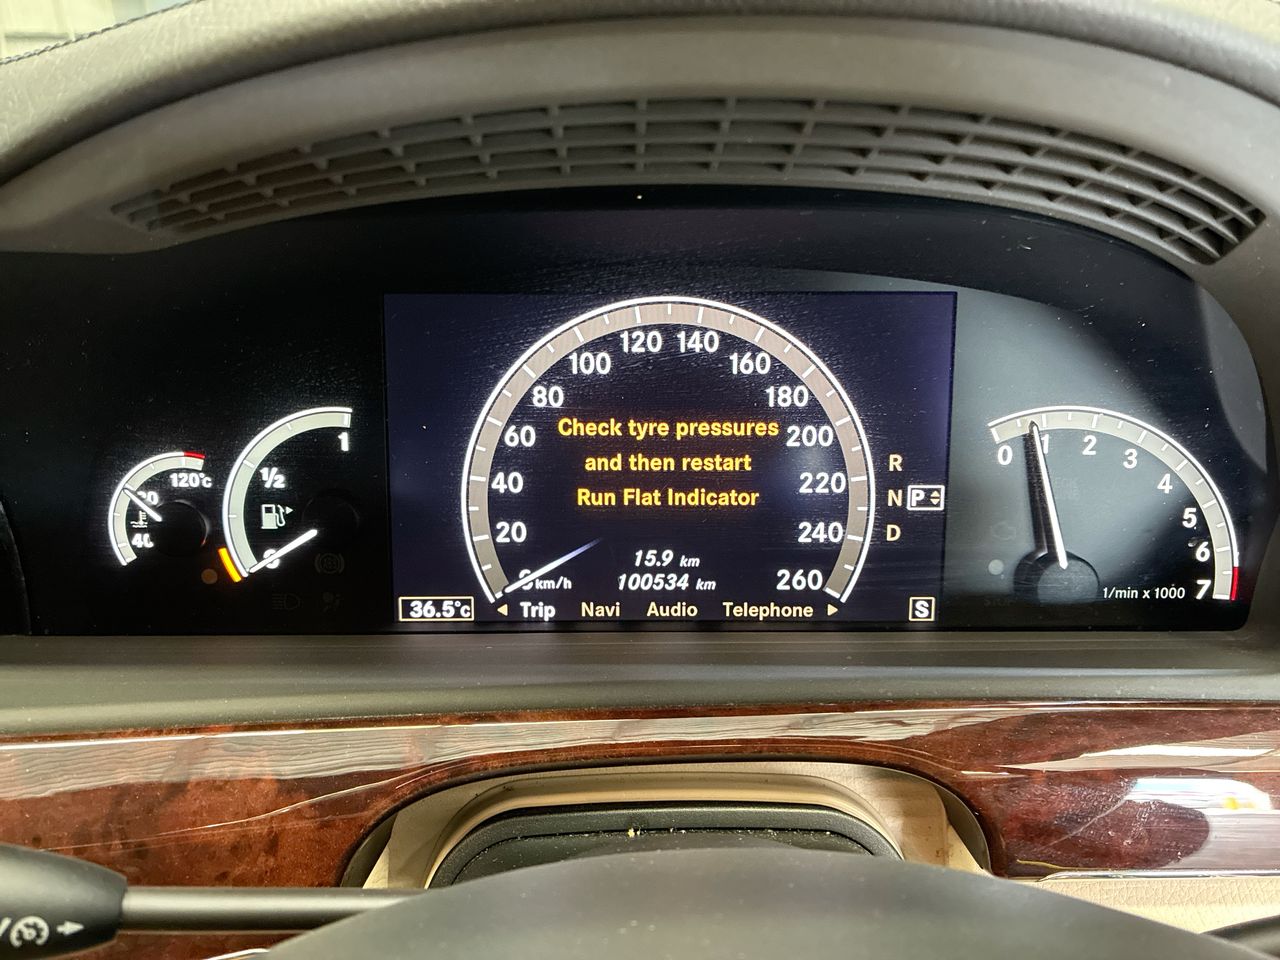 120 140
100 160
80 180
Check tyre pressures
60 200
and then restart
R
1
½
120°c
40 220
Run Flat Indicator
N P
20 240
D
15.9 km
km/h 100534 km 260
36.5°c Trip Navi Audio Telephone S
40
0 1 2 3 4 5 6 7
1/min x 1000